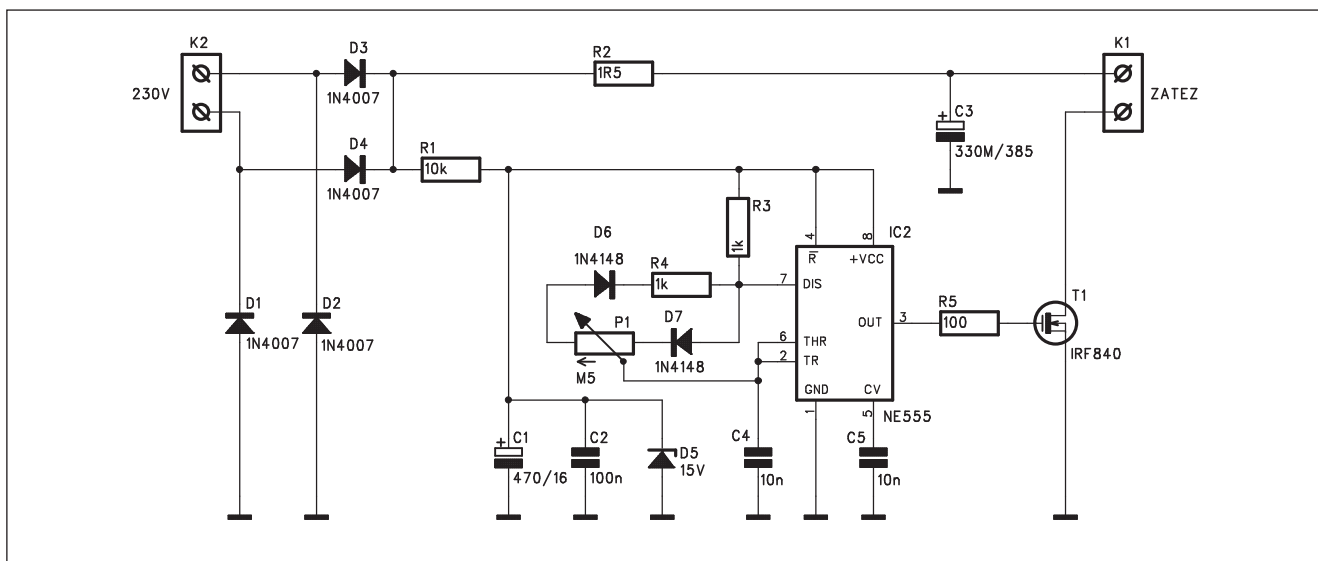 K2
230V
D3
1N4007
D4
1N4007
R1
10k
R2
1R5
C3
+
330M/385
K1
ZATEZ
R3
1k
D6
1N4148
R4
1k
D7
1N4148
P1
M5
IC2
4
8
R
+VCC
7
DIS
OUT
3
6
THR
2
TR
GND
CV
1
5
NE555
R5
100
T1
IRF840
D1
1N4007
D2
1N4007
+
C1
470/16
C2
100n
D5
15V
C4
10n
C5
10n